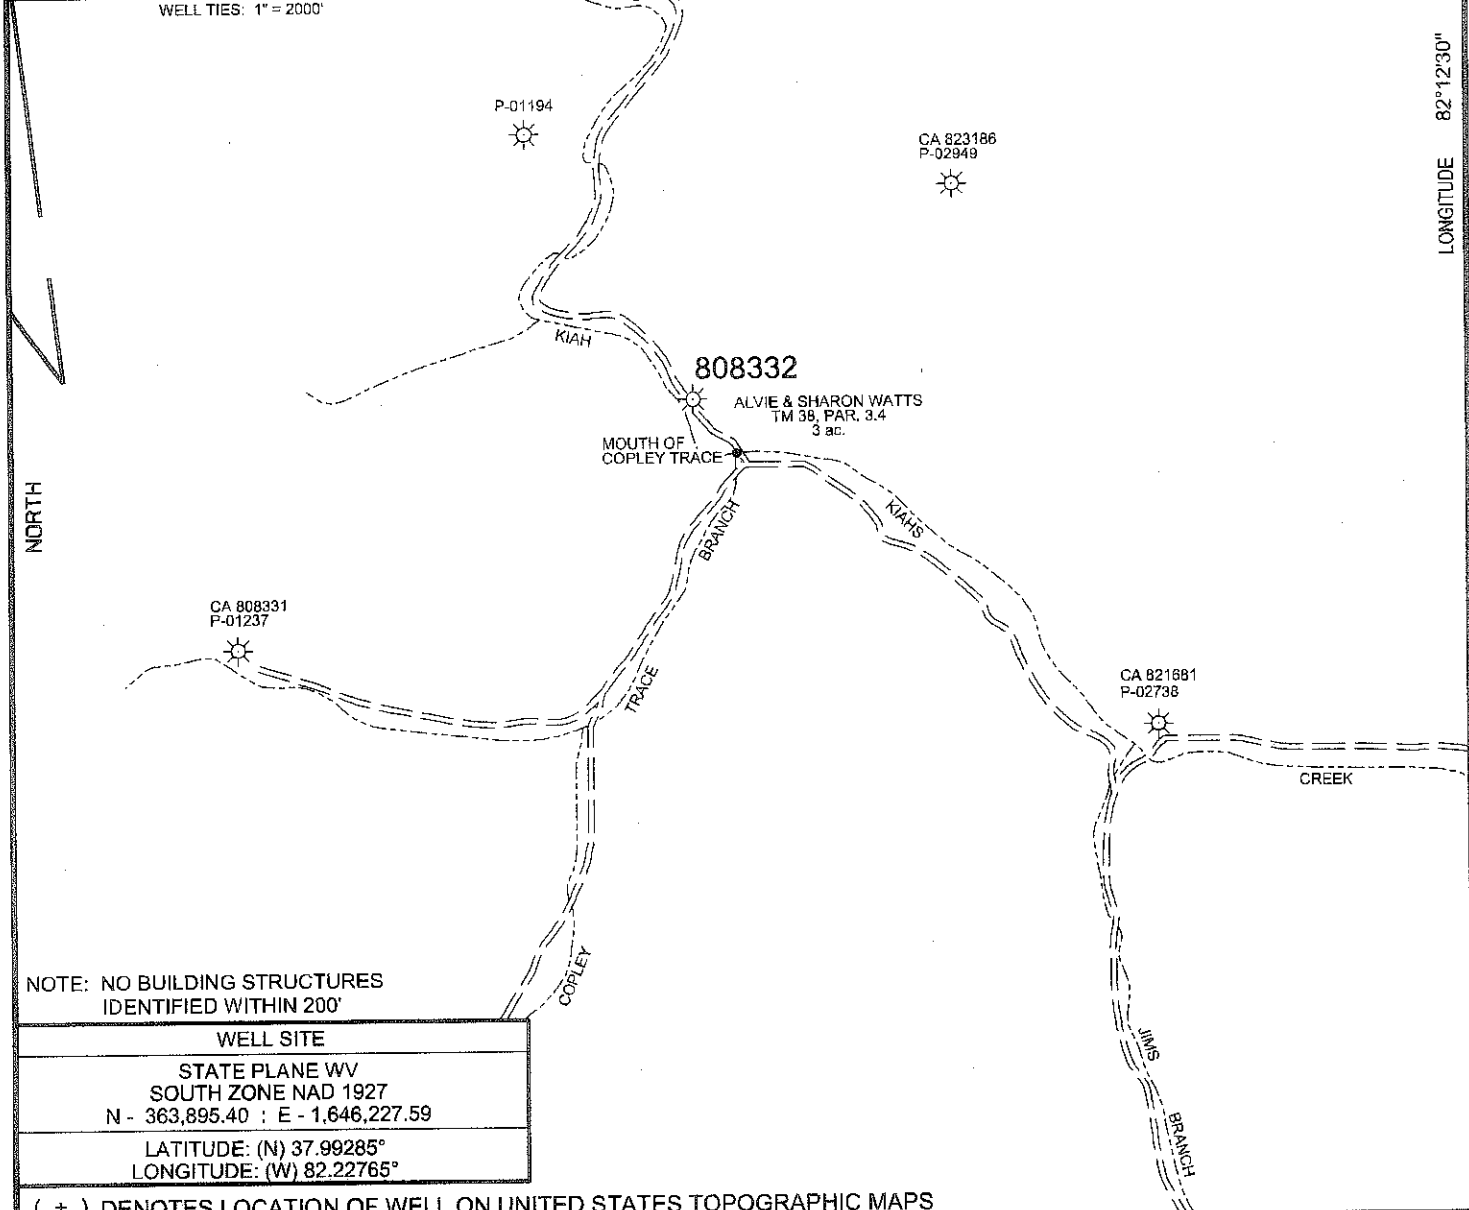 WELL TIES: 1" = 2000'
LONGITUDE 82°12'30"
P-01194
CA 823186
P-02949
KIAH
808332
ALVIE & SHARON WATTS
TM 38, PAR. 3.4
3 ac.
MOUTH OF
COPLEY TRACE
NORTH
BRANCH
KIAHS
CA 808331
P-01237
TRACE
CA 821681
P-02738
CREEK
COPLEY
JIMS
BRANCH
NOTE: NO BUILDING STRUCTURES
IDENTIFIED WITHIN 200'
WELL SITE
STATE PLANE WV
SOUTH ZONE NAD 1927
N - 363,895.40 : E - 1,646,227.59
LATITUDE: (N) 37.99285°
LONGITUDE: (W) 82.22765°
( + ) DENOTES LOCATION OF WELL ON UNITED STATES TOPOGRAPHIC MAPS